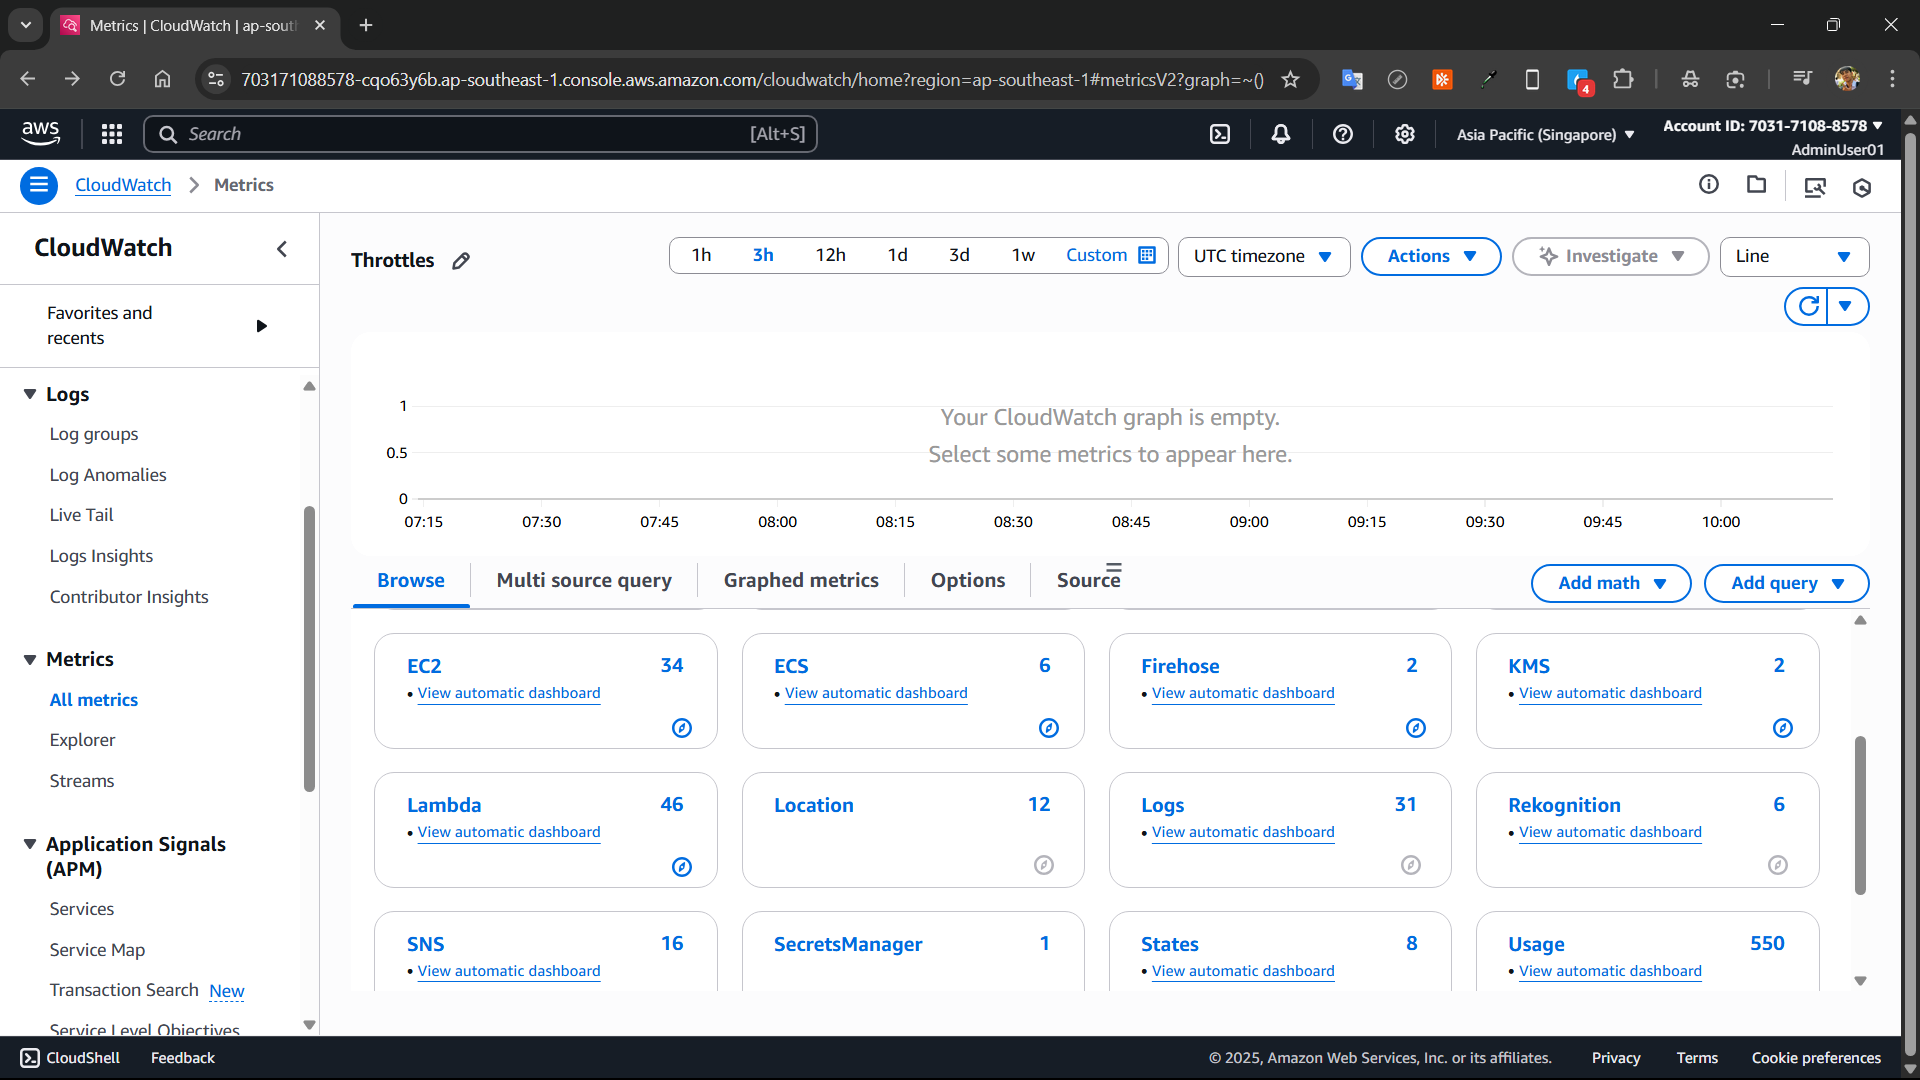 Metrics | CloudWatch | ap-sout
703171088578-cqo63y6b.ap-southeast-1.console.aws.amazon.com/cloudwatch/home?region=ap-southeast-1#metricsV2?graph=~()
4
aws
Search
[Alt+S]
Asia Pacific (Singapore)
Account ID: 7031-7108-8578
AdminUser01
CloudWatch
Metrics
CloudWatch
Favorites and
recents
Logs
Log groups
Log Anomalies
Live Tail
Logs Insights
Contributor Insights
Metrics
All metrics
Explorer
Streams
Application Signals
(APM)
Services
Service Map
Transaction Search New
Service Level Objectives
Throttles
1h 3h 12h 1d 3d 1w Custom
UTC timezone
Actions
Investigate
Line
Your CloudWatch graph is empty.
Select some metrics to appear here.
1
0.5
0
07:15 07:30 07:45 08:00 08:15 08:30 08:45 09:00 09:15 09:30 09:45 10:00
Browse
Multi source query
Graphed metrics
Options
Source
Add math
Add query
EC2 34
• View automatic dashboard
ECS 6
• View automatic dashboard
Firehose 2
• View automatic dashboard
KMS 2
• View automatic dashboard
Lambda 46
• View automatic dashboard
Location 12
Logs 31
• View automatic dashboard
Rekognition 6
• View automatic dashboard
SNS 16
• View automatic dashboard
SecretsManager 1
States 8
• View automatic dashboard
Usage 550
• View automatic dashboard
CloudShell
Feedback
© 2025, Amazon Web Services, Inc. or its affiliates.
Privacy
Terms
Cookie preferences